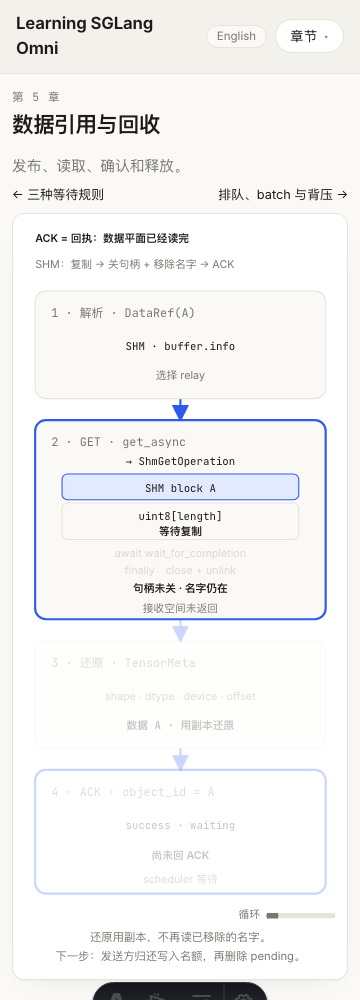 Learning SGLang
Omni
English
章节
第 5 章
数据引用与回收
发布、读取、确认和释放。
← 三种等待规则
排队、batch 与背压 →
ACK = 回执：数据平面已经读完
SHM：复制 → 关句柄 + 移除名字 → ACK
1 · 解析 · DataRef(A)
SHM · buffer.info
选择 relay
2 · GET · get_async
→ ShmGetOperation
SHM block A
uint8[length]
等待复制
await wait_for_completion
finally: close + unlink
句柄未关 · 名字仍在
接收空间未返回
3 · 还原 · TensorMeta
shape · dtype · device · offset
数据 A · 用副本还原
4 · ACK · object_id = A
success · waiting
尚未回 ACK
scheduler 等待
循环
还原用副本，不再读已移除的名字。
下一步：发送方归还写入名额，再删除 pending。